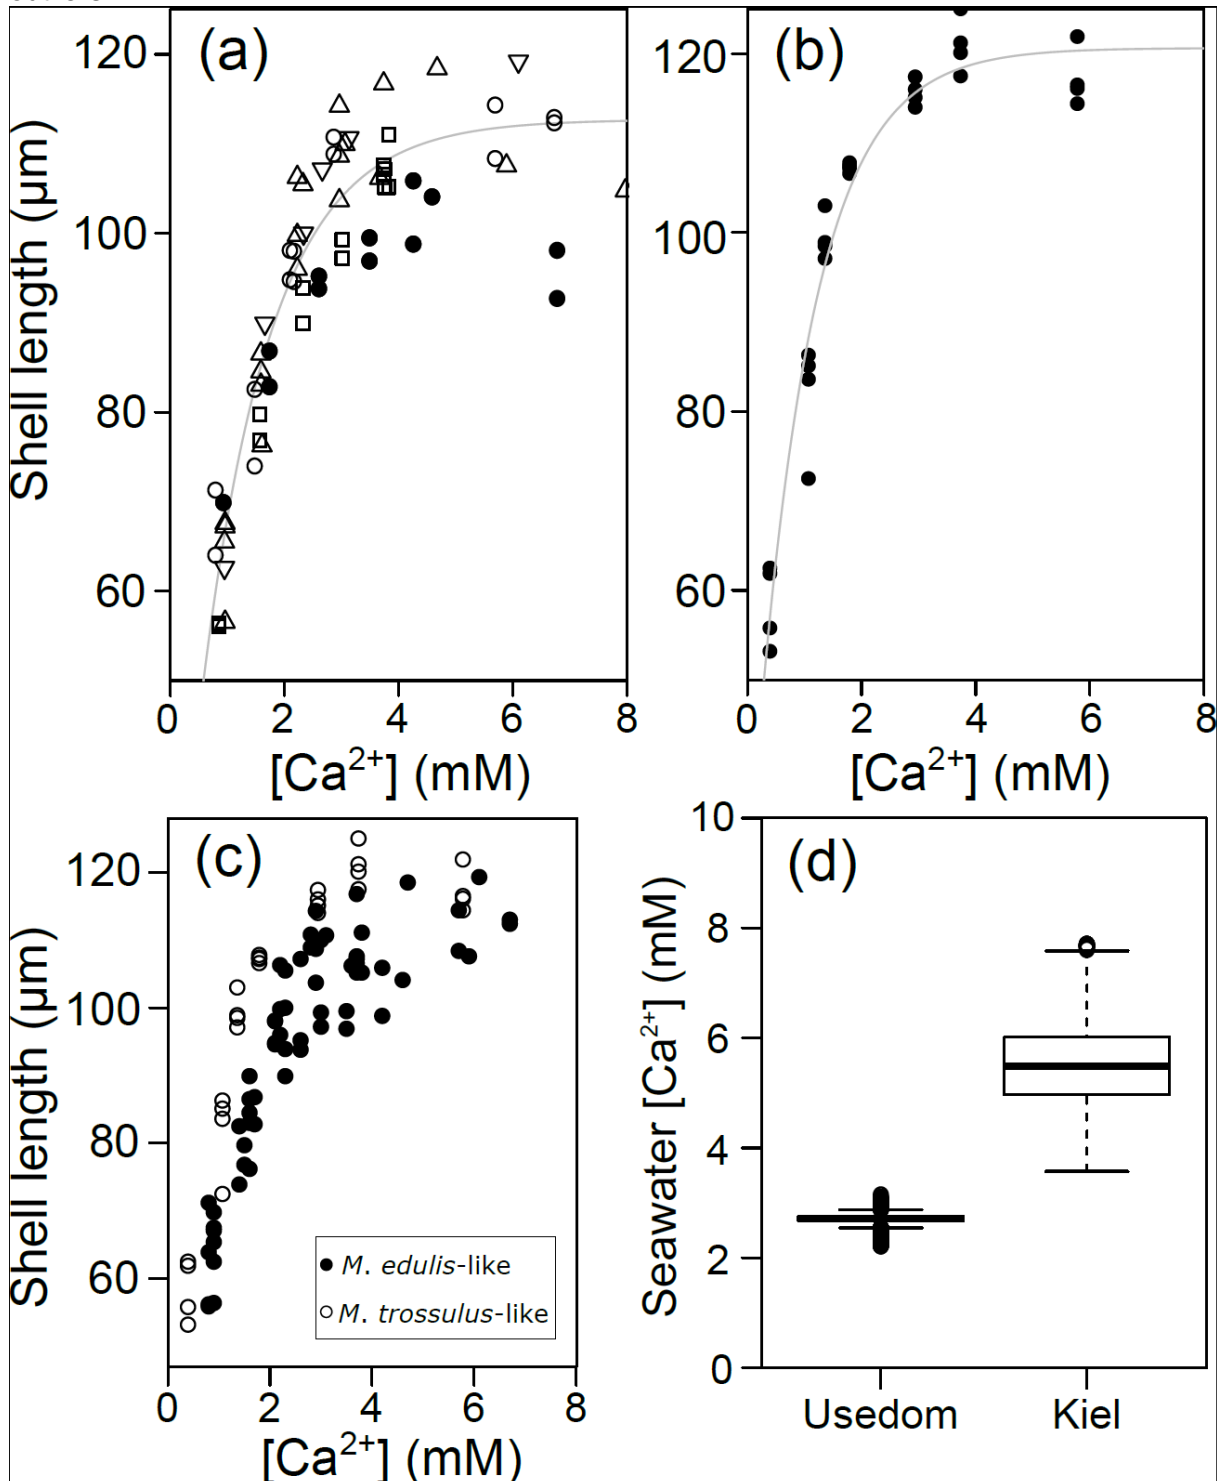 (a)
120
100
80
60
Shell length (µm)
0 2 4 6 8
[Ca²⁺] (mM)
(b)
120
100
80
60
0 2 4 6 8
[Ca²⁺] (mM)
(c)
120
100
80
60
Shell length (µm)
M. edulis-like
M. trossulus-like
0 2 4 6 8
[Ca²⁺] (mM)
(d)
10
8
6
4
2
0
Seawater [Ca²⁺] (mM)
Usedom Kiel